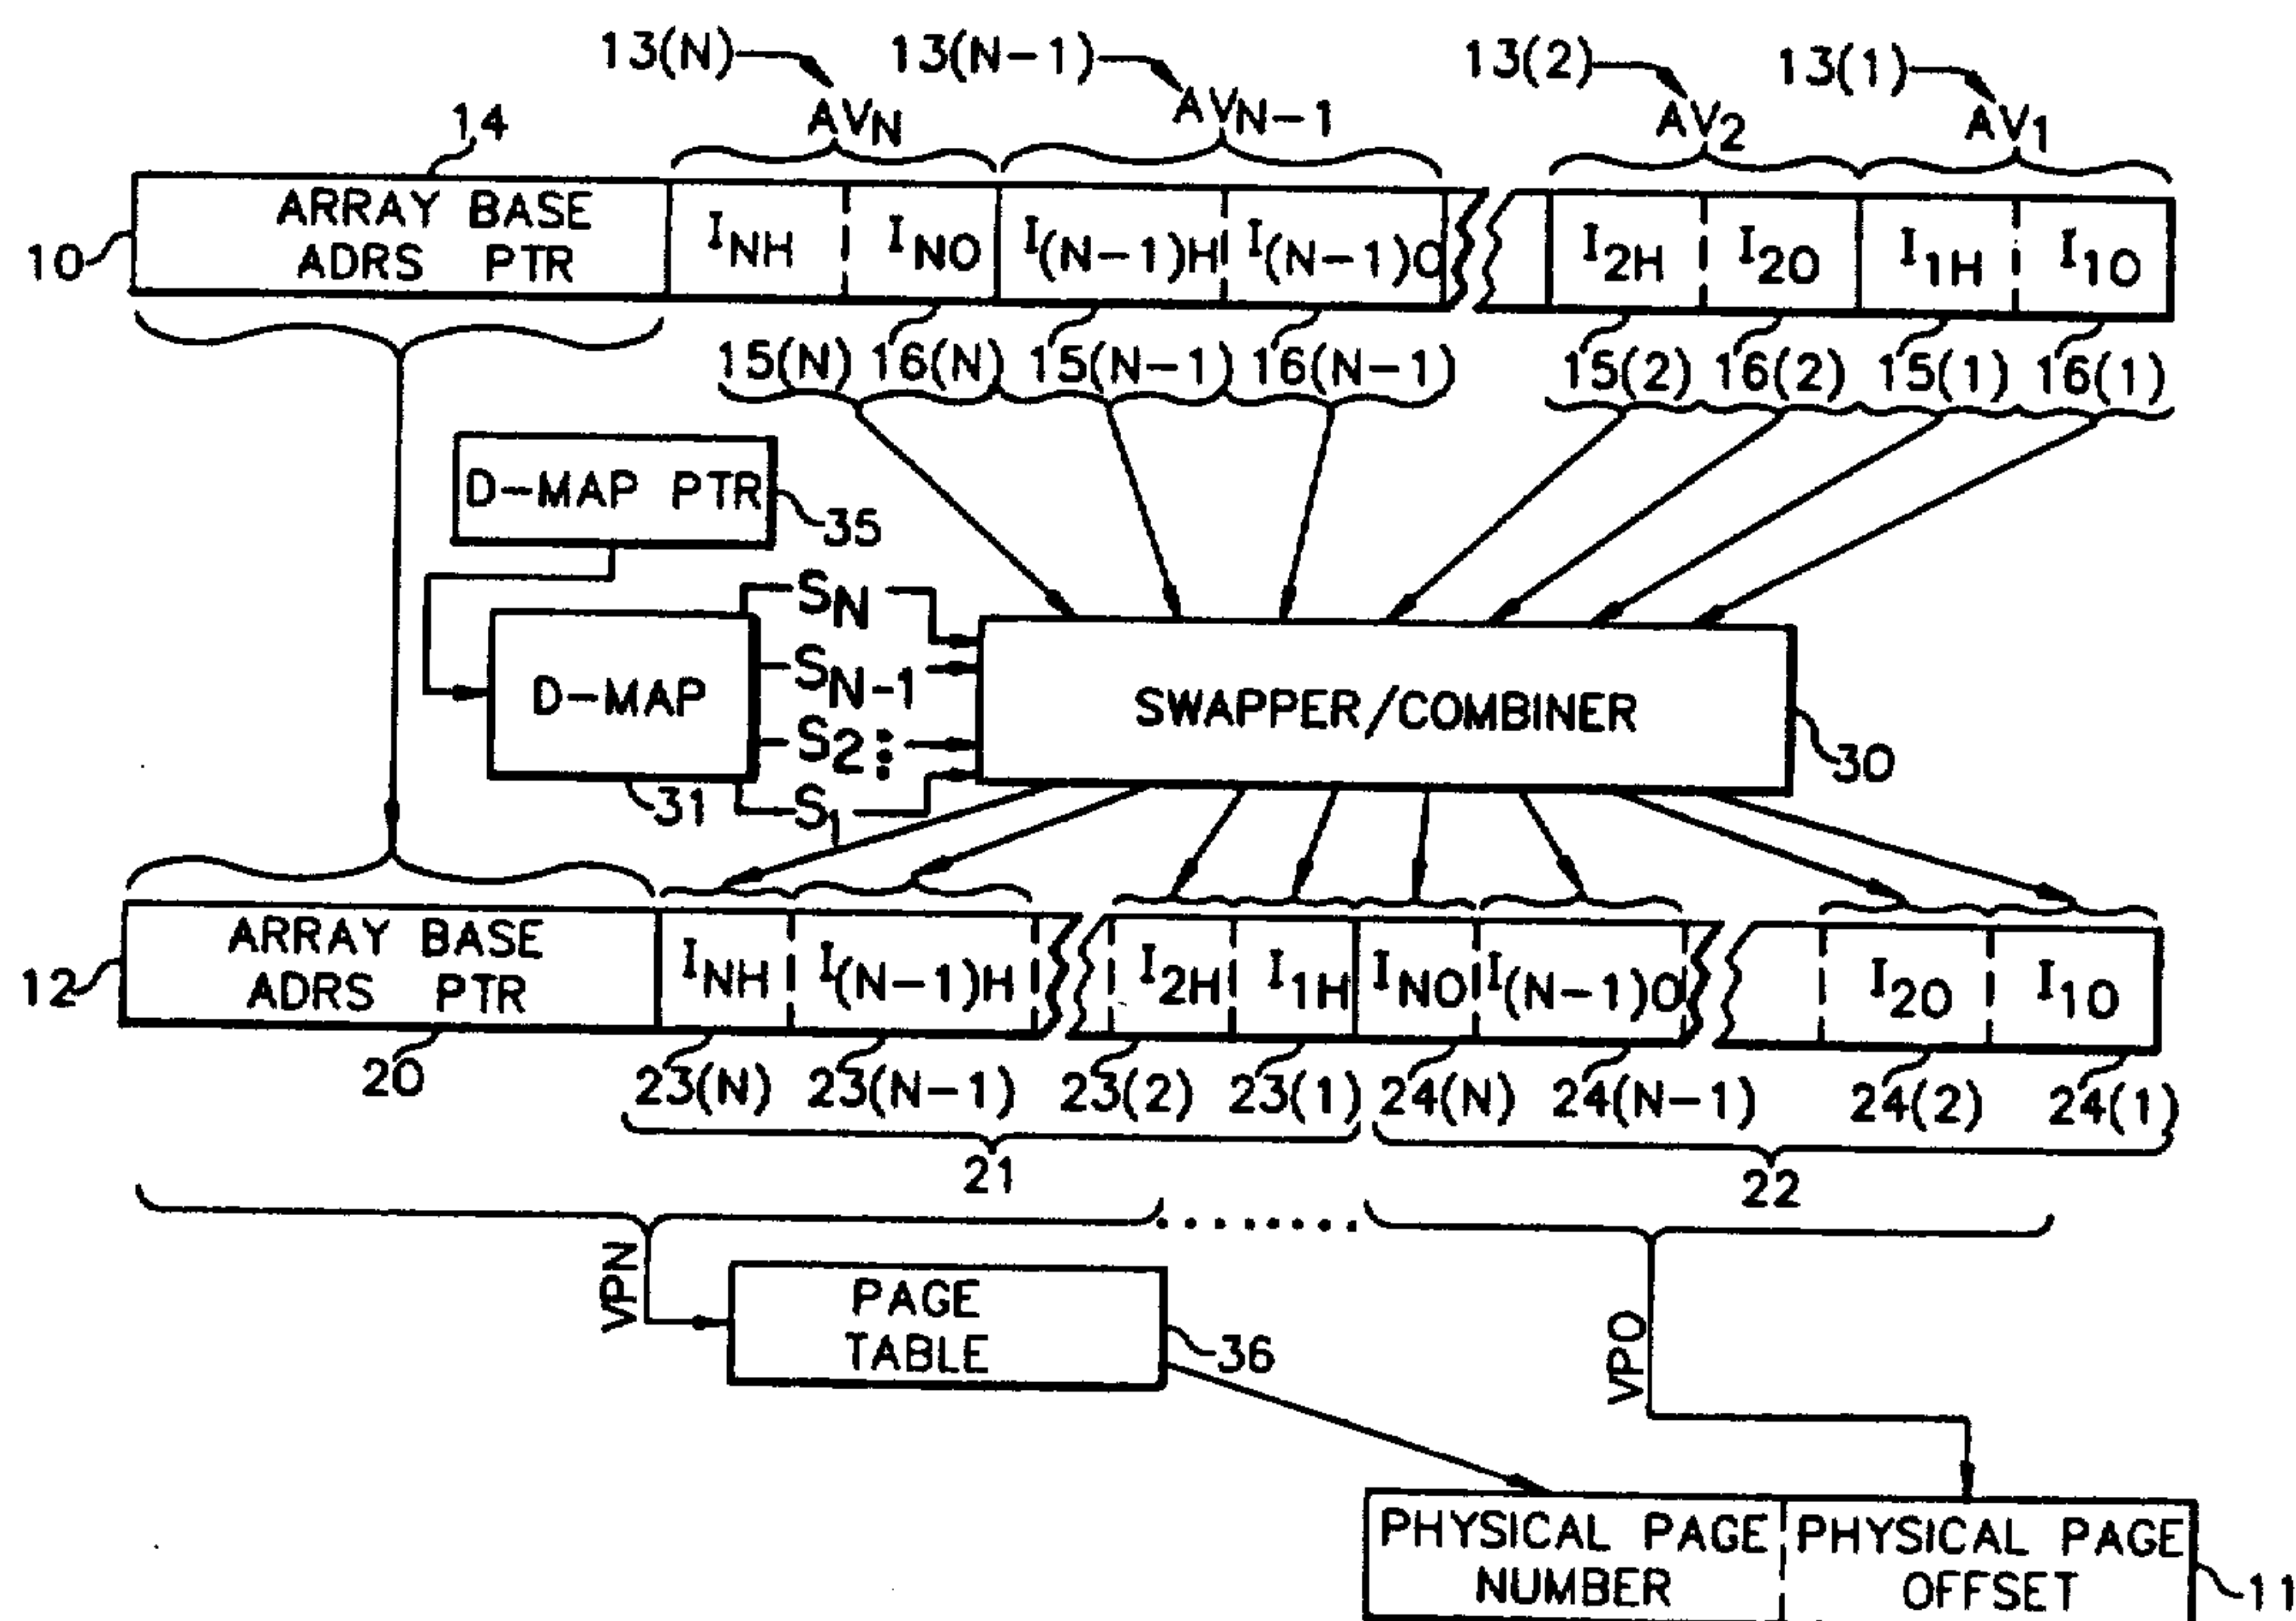 13(N) 13(N-1) 13(2) 13(1)
AVN AVN-1 AV2 AV1
14
10
ARRAY BASE
ADRS PTR
INH INO I(N-1)H I(N-1)O I2H I2O I1H I1O
15(N) 16(N) 15(N-1) 16(N-1) 15(2) 16(2) 15(1) 16(1)
D-MAP PTR
35
D-MAP
31
SN
SN-1
S2
S1
SWAPPER/COMBINER
30
12
ARRAY BASE
ADRS PTR
INH I(N-1)H I2H I1H INO I(N-1)O I2O I1O
20
23(N) 23(N-1) 23(2) 23(1) 24(N) 24(N-1) 24(2) 24(1)
21
22
VPN
PAGE
TABLE
36
VPO
PHYSICAL PAGE
NUMBER
PHYSICAL PAGE
OFFSET
11